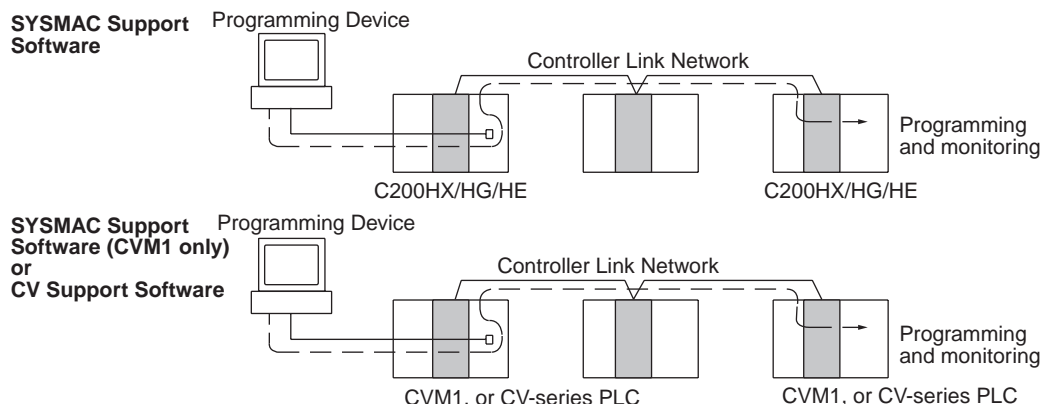 SYSMAC Support
Software
Programming Device
Controller Link Network
Programming
and monitoring
C200HX/HG/HE
C200HX/HG/HE
SYSMAC Support
Software (CVM1 only)
or
CV Support Software
Programming Device
Controller Link Network
Programming
and monitoring
CVM1, or CV-series PLC
CVM1, or CV-series PLC